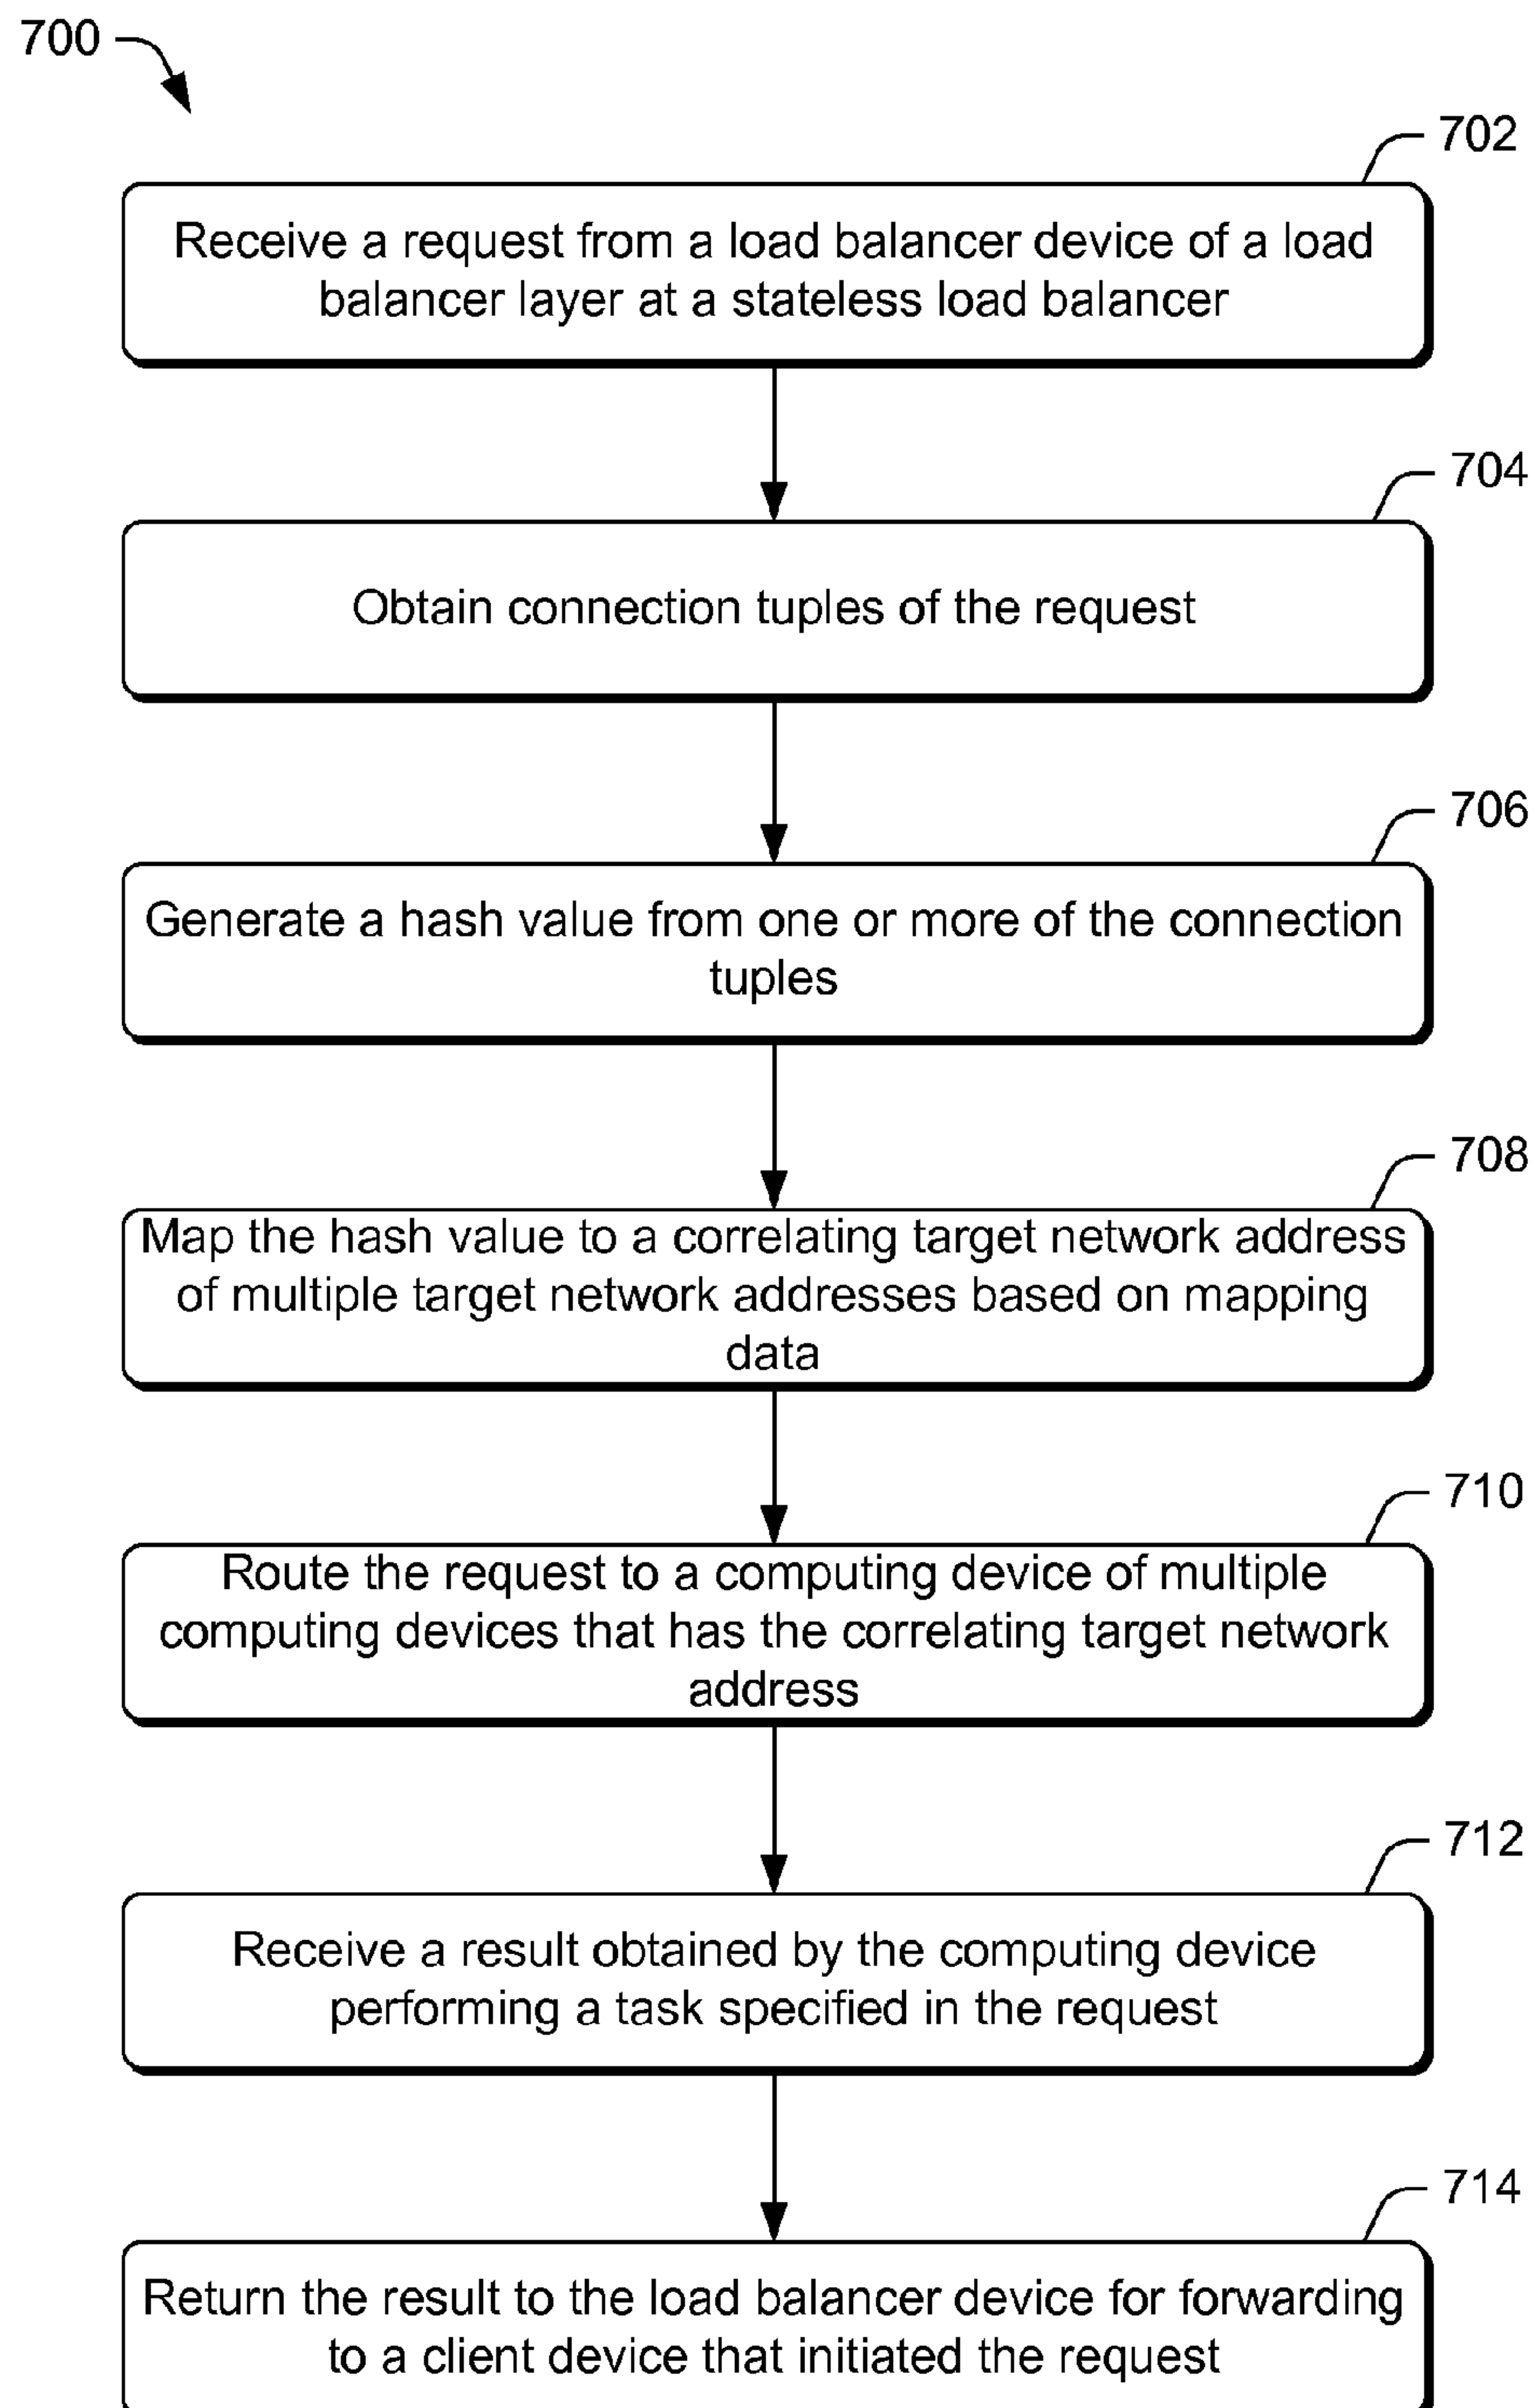 700
702
Receive a request from a load balancer device of a load
balancer layer at a stateless load balancer
704
Obtain connection tuples of the request
706
Generate a hash value from one or more of the connection
tuples
708
Map the hash value to a correlating target network address
of multiple target network addresses based on mapping
data
710
Route the request to a computing device of multiple
computing devices that has the correlating target network
address
712
Receive a result obtained by the computing device
performing a task specified in the request
714
Return the result to the load balancer device for forwarding
to a client device that initiated the request